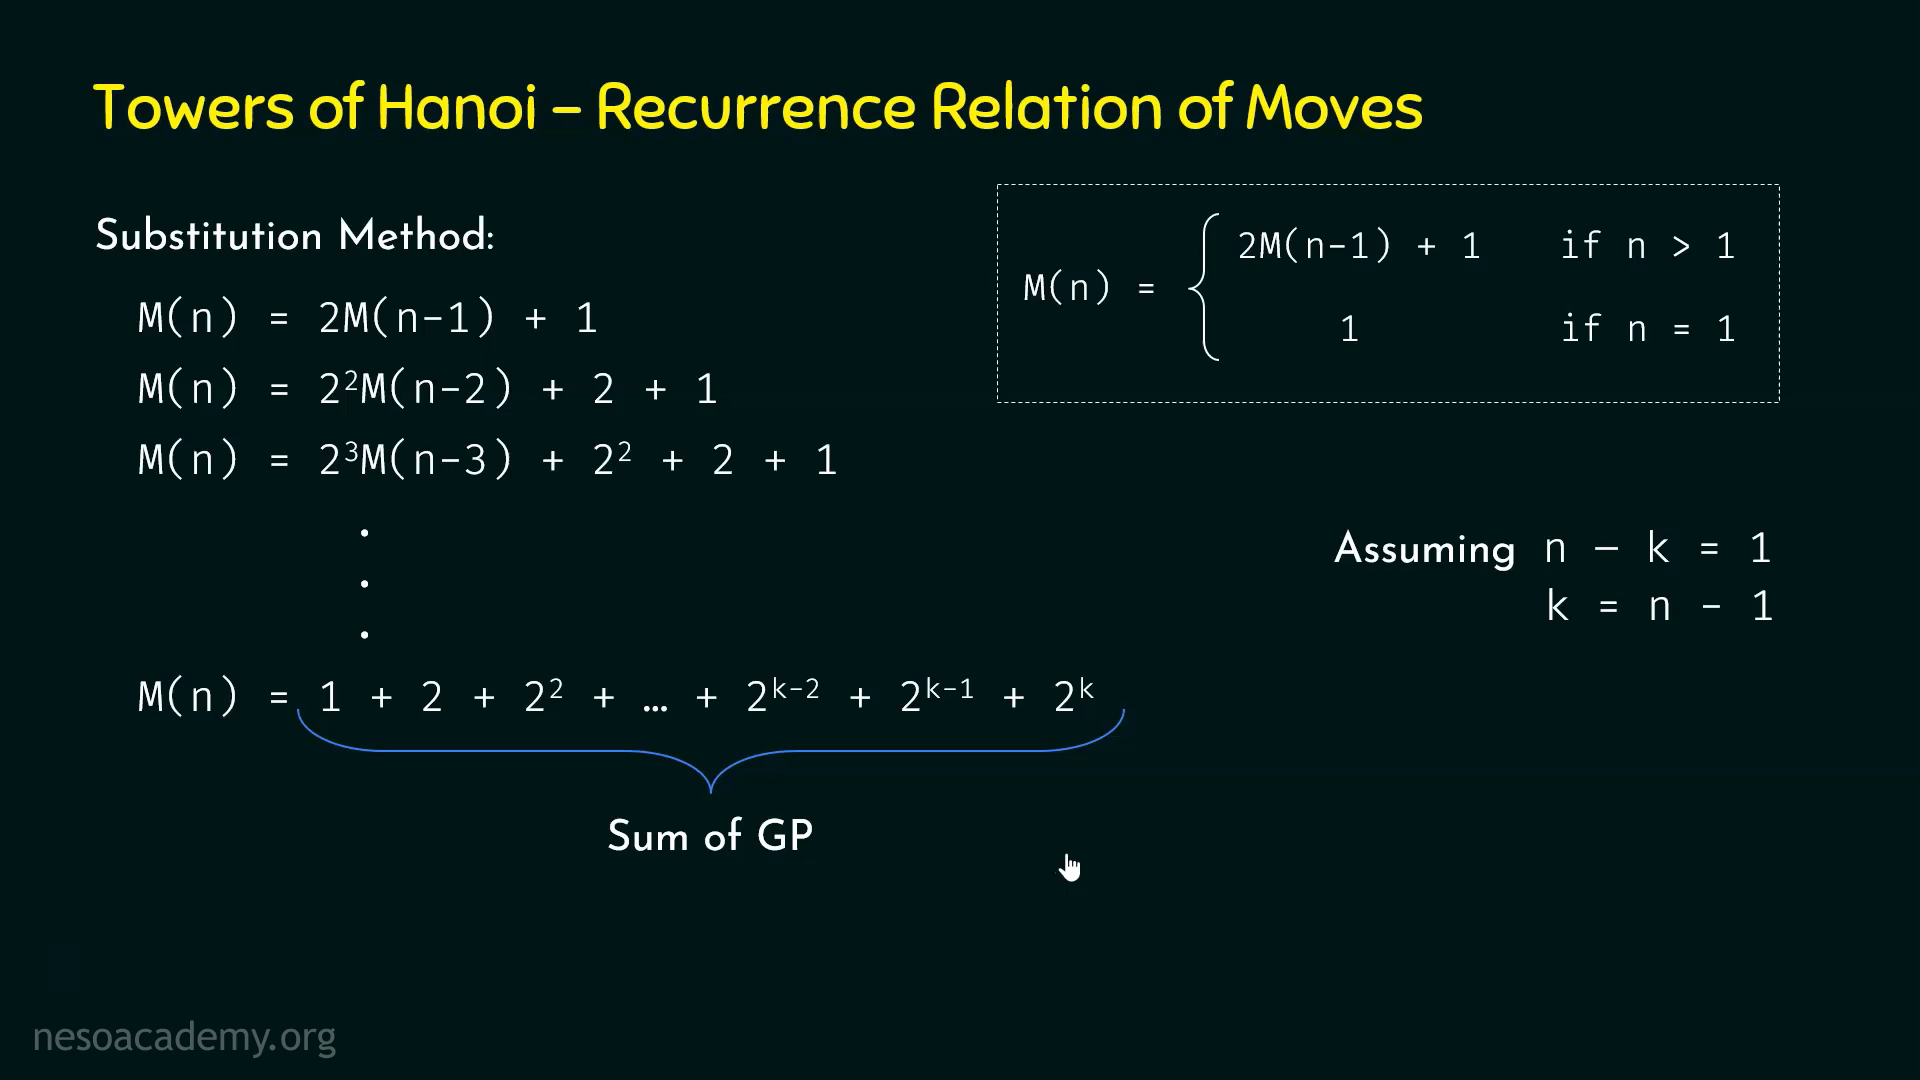 Towers of Hanoi – Recurrence Relation of Moves
Substitution Method:
M(n) = 2M(n-1) + 1
M(n) = 2²M(n-2) + 2 + 1
M(n) = 2³M(n-3) + 2² + 2 + 1
.
.
.
M(n) = 1 + 2 + 2² + … + 2ᵏ⁻² + 2ᵏ⁻¹ + 2ᵏ
Sum of GP
M(n) = { 2M(n-1) + 1 if n > 1
1 if n = 1
Assuming n – k = 1
k = n - 1
nesoacademy.org